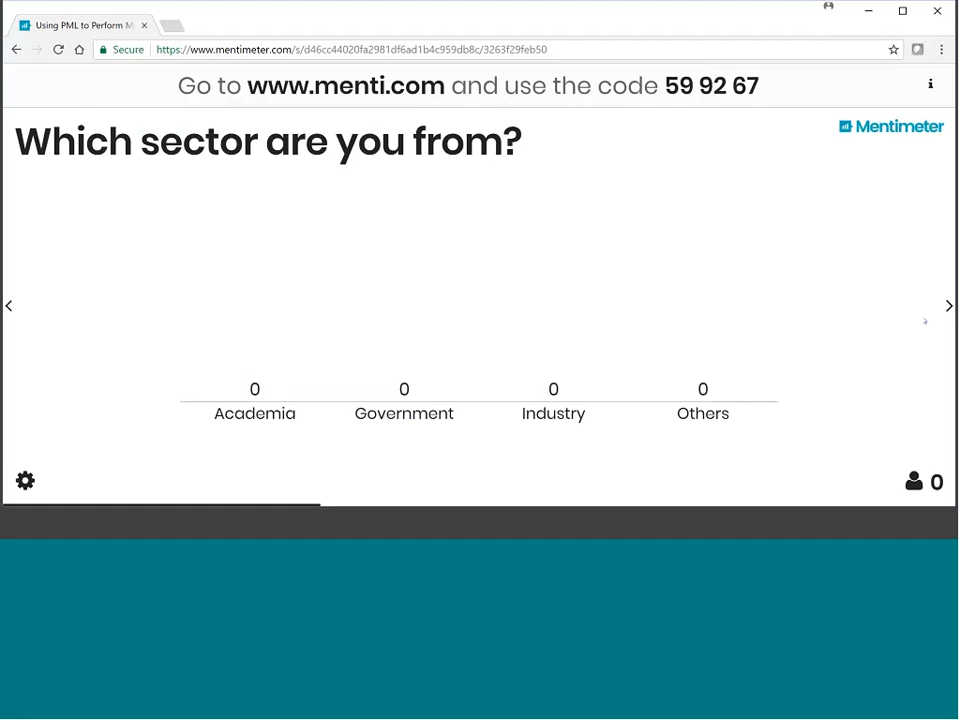 Using PML to Perform M
Secure
https://www.mentimeter.com/s/d46cc44020fa2981df6ad1b4c959db8c/3263f29feb50
Go to www.menti.com and use the code 59 92 67
Mentimeter
Which sector are you from?
0 0 0 0
Academia Government Industry Others
0